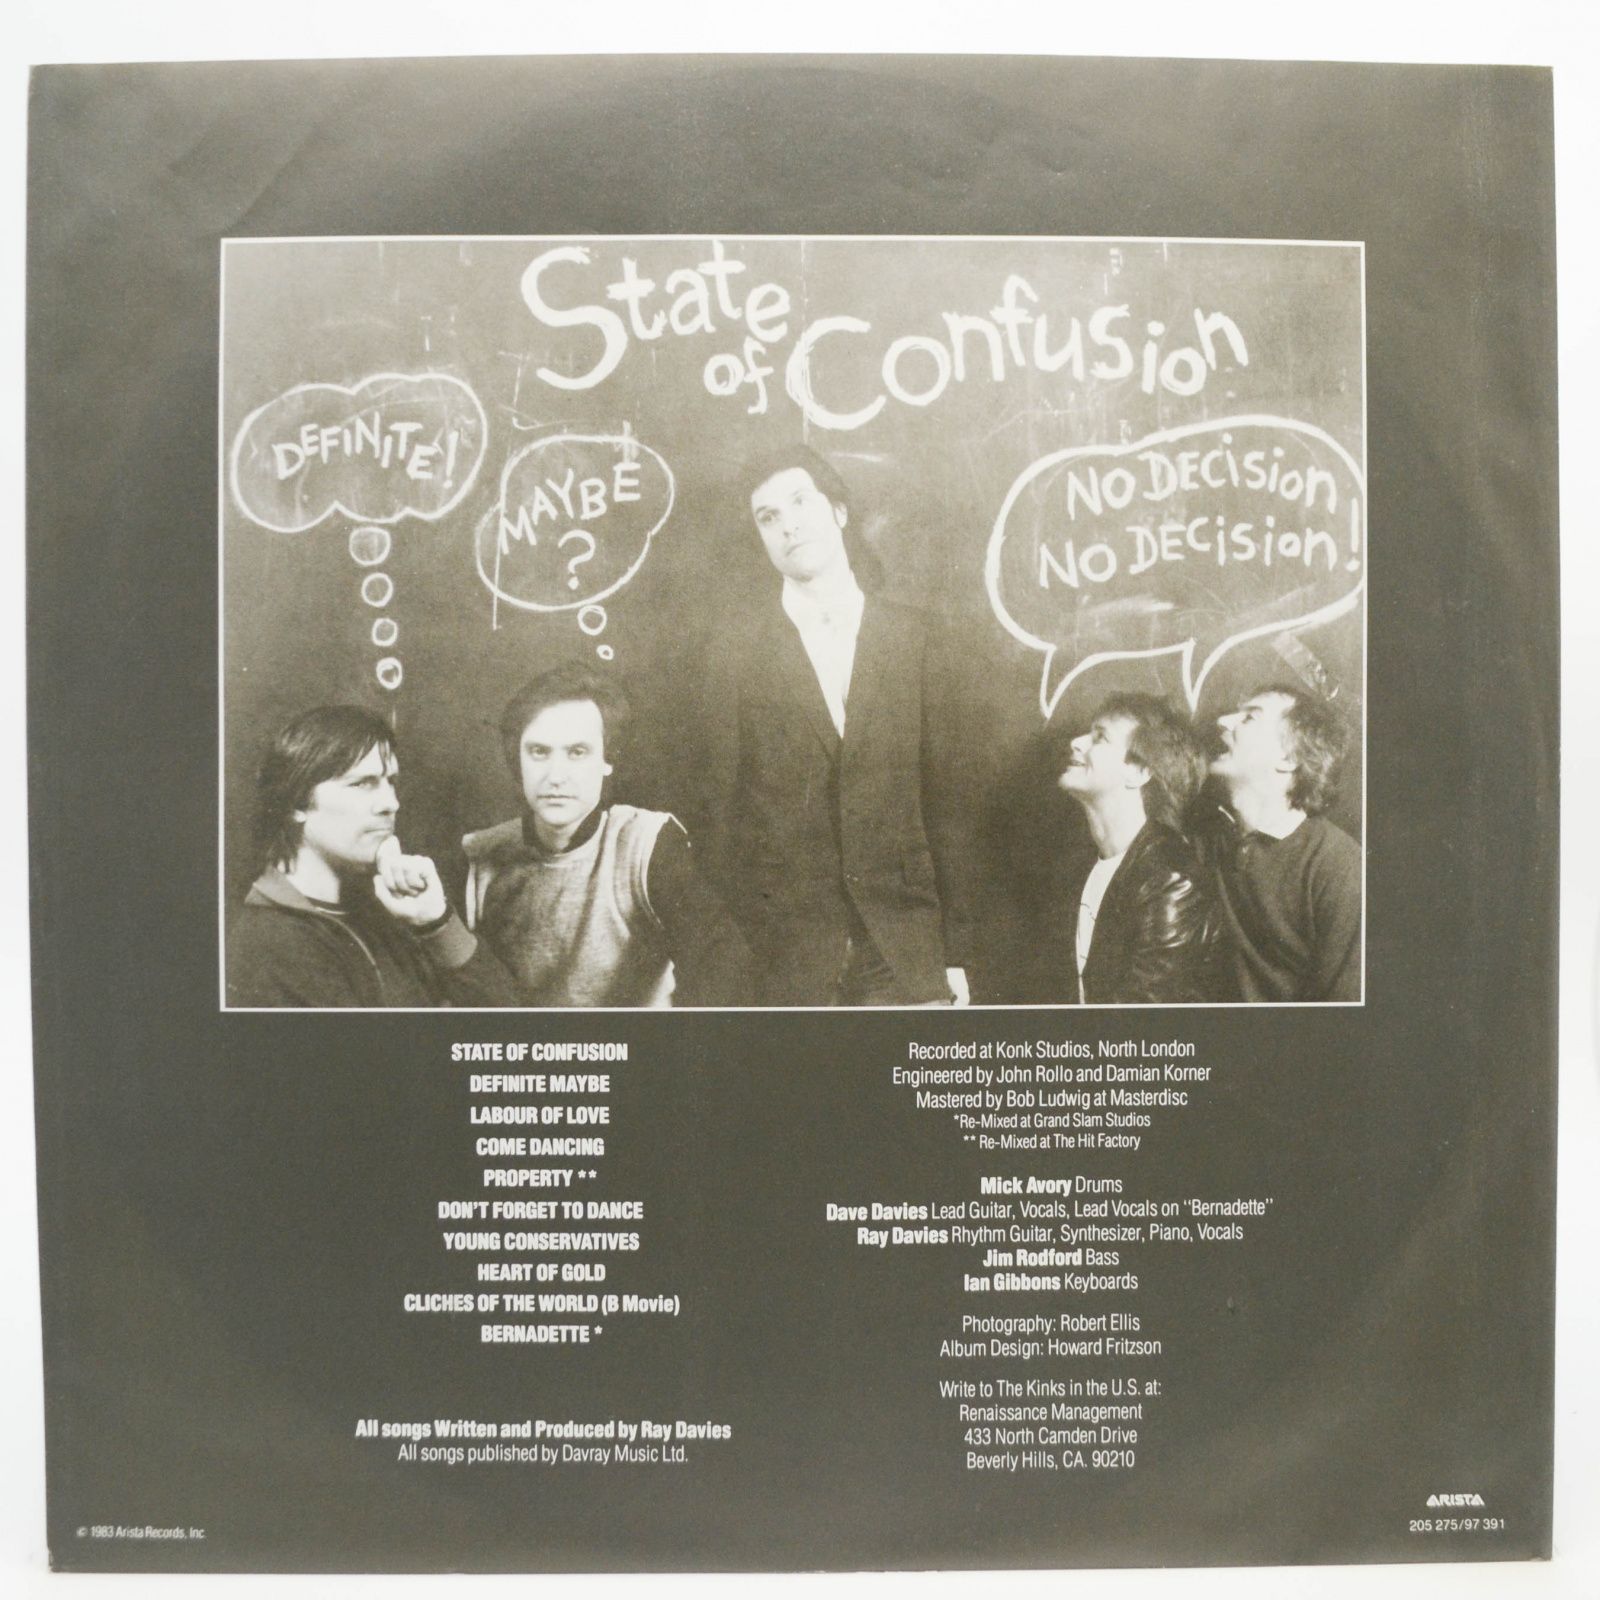 State
of Confusion
DEFINITE!
MAYBE
?
NO DECISION
NO DECISION!
STATE OF CONFUSION
DEFINITE MAYBE
LABOUR OF LOVE
COME DANCING
PROPERTY **
DON'T FORGET TO DANCE
YOUNG CONSERVATIVES
HEART OF GOLD
CLICHES OF THE WORLD (B Movie)
BERNADETTE *
All songs Written and Produced by Ray Davies
All songs published by Davray Music Ltd.
Recorded at Konk Studios, North London
Engineered by John Rollo and Damian Korner
Mastered by Bob Ludwig at Masterdisc
*Re-Mixed at Grand Slam Studios
** Re-Mixed at The Hit Factory
Mick Avory Drums
Dave Davies Lead Guitar, Vocals, Lead Vocals on "Bernadette"
Ray Davies Rhythm Guitar, Synthesizer, Piano, Vocals
Jim Rodford Bass
Ian Gibbons Keyboards
Photography: Robert Ellis
Album Design: Howard Fritzson
Write to The Kinks in the U.S. at:
Renaissance Management
433 North Camden Drive
Beverly Hills, CA. 90210
© 1983 Arista Records, Inc
ARISTA
205 275/97 391